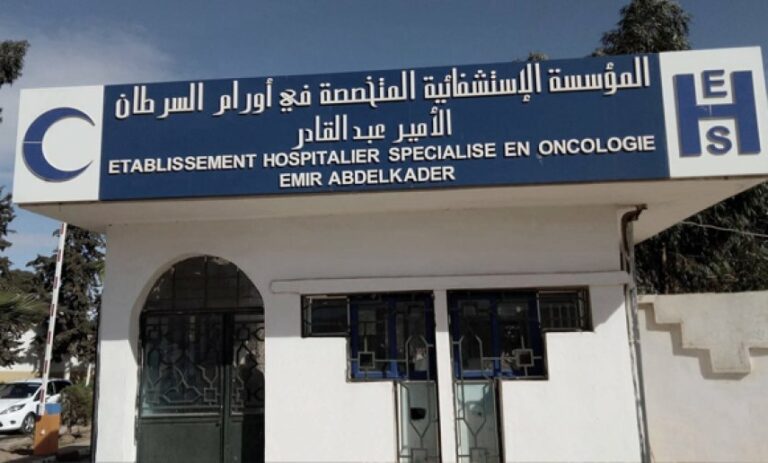 المؤسسة الإستشفائية المتخصصة في أورام السرطان
الأمير عبد القادر
ETABLISSEMENT HOSPITALIER SPECIALISE EN ONCOLOGIE
EMIR ABDELKADER
EHS